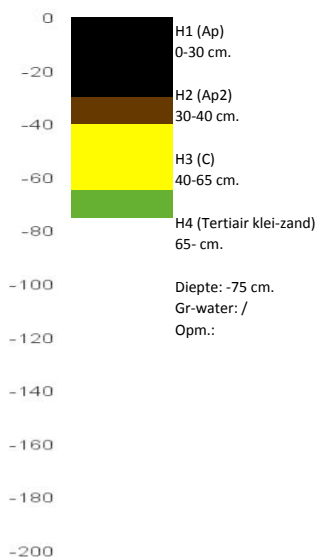 0
-20
-40
-60
-80
-100
-120
-140
-160
-180
-200
H1 (Ap)
0-30 cm.
H2 (Ap2)
30-40 cm.
H3 (C)
40-65 cm.
H4 (Tertiair klei-zand)
65- cm.
Diepte: -75 cm.
Gr-water: /
Opm.: